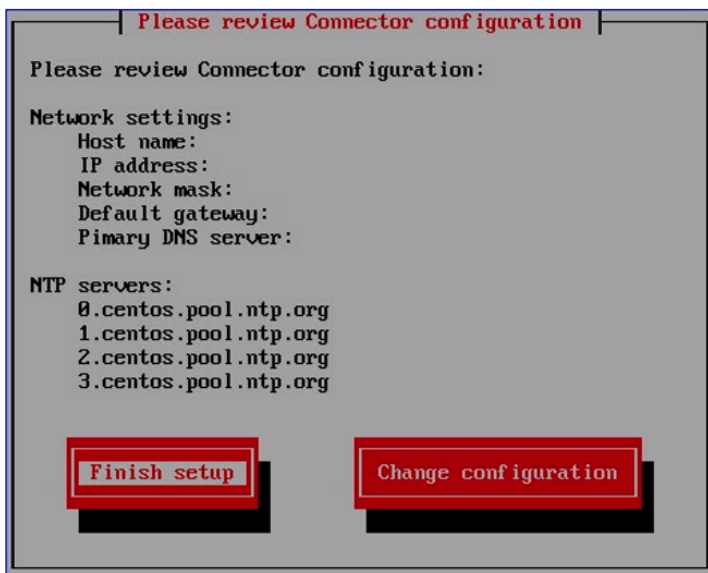 Please review Connector configuration
Please review Connector configuration:
Network settings:
Host name:
IP address:
Network mask:
Default gateway:
Pimary DNS server:
NTP servers:
0.centos.pool.ntp.org
1.centos.pool.ntp.org
2.centos.pool.ntp.org
3.centos.pool.ntp.org
Finish setup
Change configuration